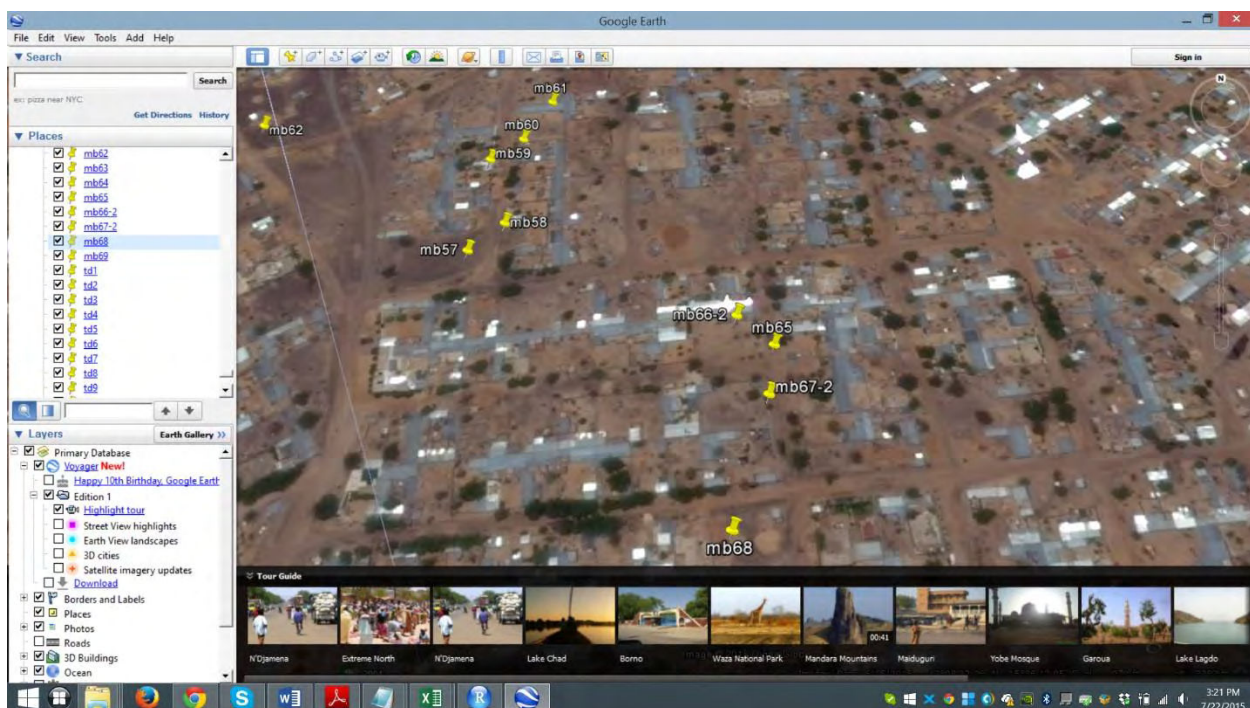 Google Earth
File Edit View Tools Add Help
Search
Sign in
Search
ex: pizza near NYC
Get Directions History
Places
mb62
mb63
mb64
mb65
mb66-2
mb67-2
mb68
mb69
td1
td2
td3
td4
td5
td6
td7
td8
td9
Layers
Earth Gallery >>
Primary Database
Voyager New!
Happy 10th Birthday, Google Earth
Edition 1
Highlight tour
Street View highlights
Earth View landscapes
3D cities
Satellite imagery updates
Download
Borders and Labels
Places
Photos
Roads
3D Buildings
Ocean
N
mb61
mb62
mb60
mb59
mb58
mb57
mb66-2
mb65
mb67-2
mb68
Tour Guide
00:41
N'Djamena Extreme North N'Djamena Lake Chad Borno Waza National Park Mandara Mountains Maiduguri Yobe Mosque Garoua Lake Lagdo
3:21 PM
7/22/2015